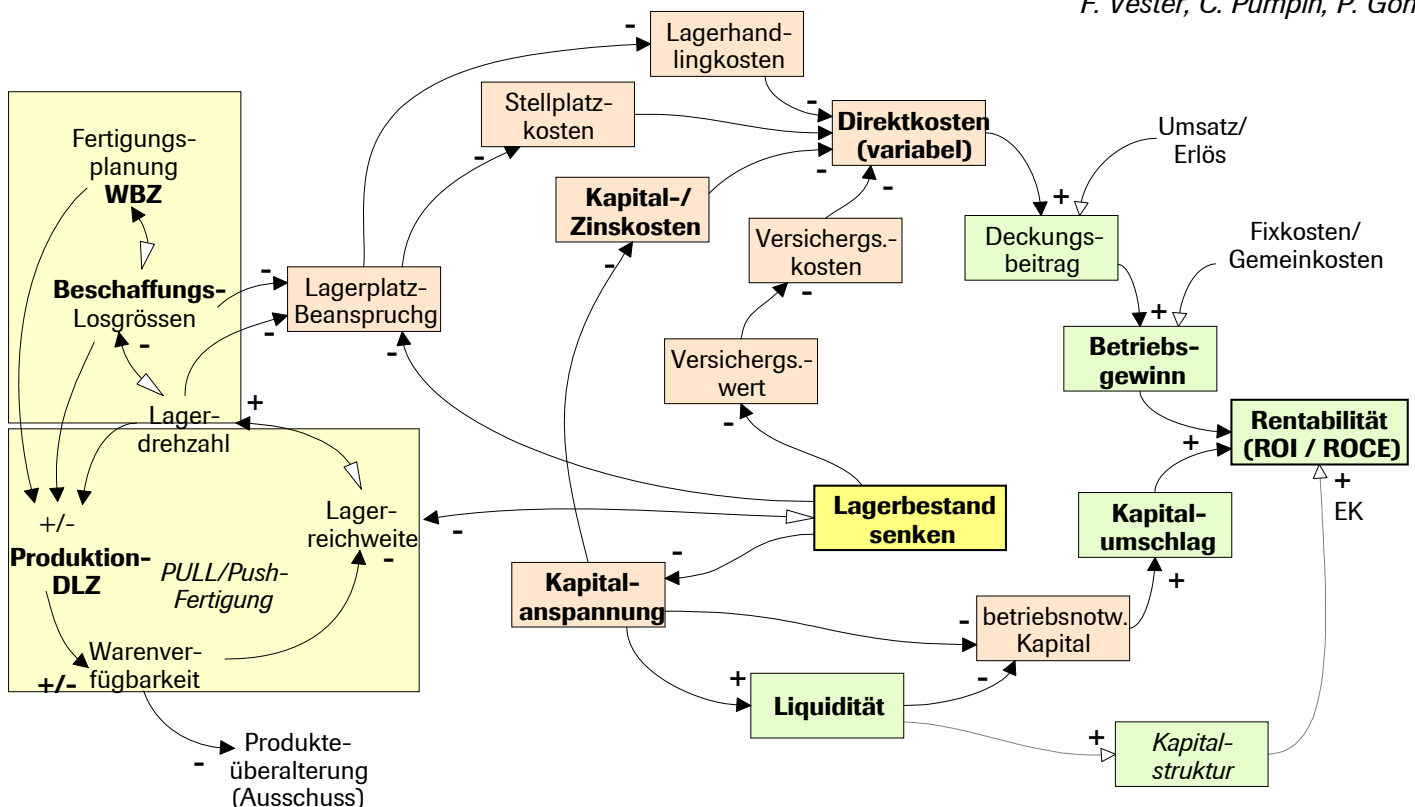 F. Vester, C. Pümpin, P. Gom
Lagerhand-
lingkosten
-
-
Stellplatz-
kosten
-
Direktkosten
(variabel)
Umsatz/
Erlös
Fertigungs-
planung
WBZ
Kapital-/
Zinskosten
-
-
-
-
Versichergs.-
kosten
-
+
Deckungs-
beitrag
Fixkosten/
Gemeinkosten
Beschaffungs-
Losgrössen
-
-
-
Lagerplatz-
Beanspruchg
-
+
Betriebs-
gewinn
Versichergs.-
wert
-
Lager-
drehzahl
+
Rentabilität
(ROI / ROCE)
+
+
EK
+/-
Produktion-
DLZ
PULL/Push-
Fertigung
Lager-
reichweite
-
-
Lagerbestand
senken
Kapital-
umschlag
+
-
Kapital-
anspannung
-
betriebsnotw.
Kapital
-
Warenver-
fügbarkeit
+/-
+
Liquidität
+
Kapital-
struktur
-
Produkte-
überalterung
(Ausschuss)